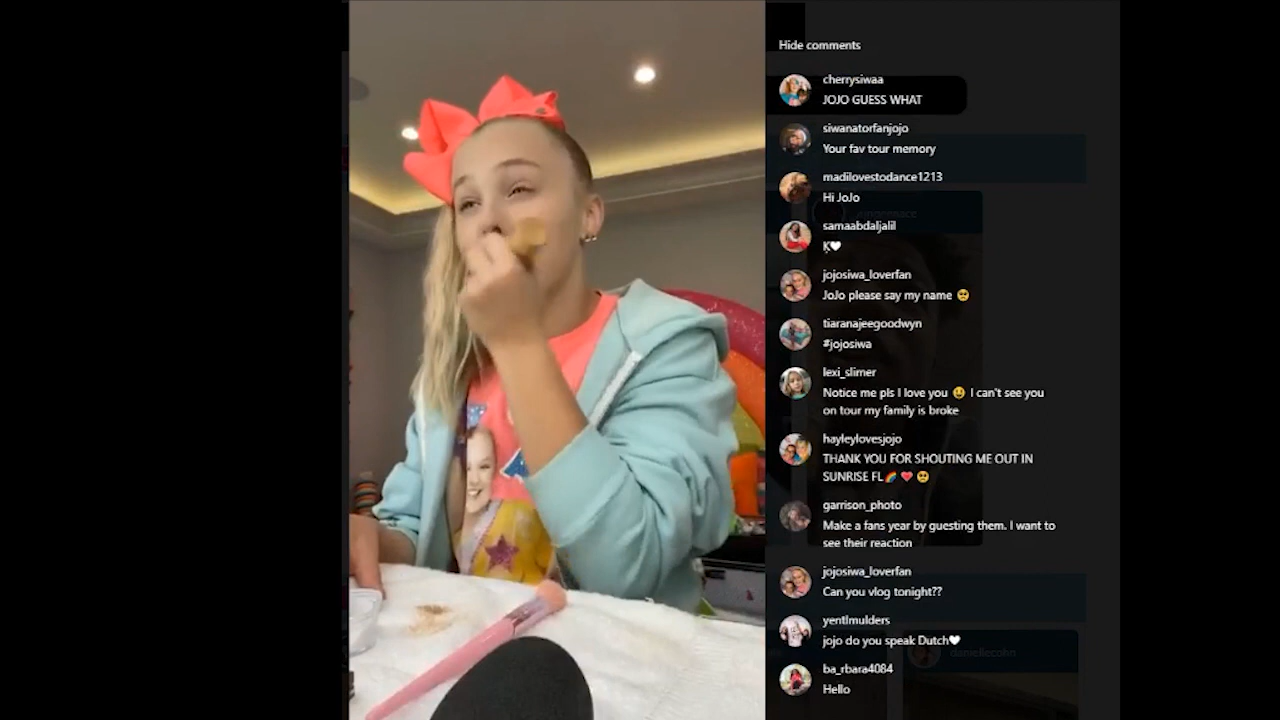 Hide comments
cherrysiwaa
JOJO GUESS WHAT
siwanatorfanjojo
Your fav tour memory
madilovestodance1213
Hi JoJo
samaabdaljalil
Ķ🤍
jojosiwa_loverfan
JoJo please say my name 🥺
tiaranajeegoodwyn
#jojosiwa
lexi_slimer
Notice me pls I love you 😃 I can't see you
on tour my family is broke
hayleylovesjojo
THANK YOU FOR SHOUTING ME OUT IN
SUNRISE FL🌈❤️🥺
garrison_photo
Make a fans year by guesting them. I want to
see their reaction
jojosiwa_loverfan
Can you vlog tonight??
yentlmulders
jojo do you speak Dutch🤍
daniellecohn
ba_rbara4084
Hello